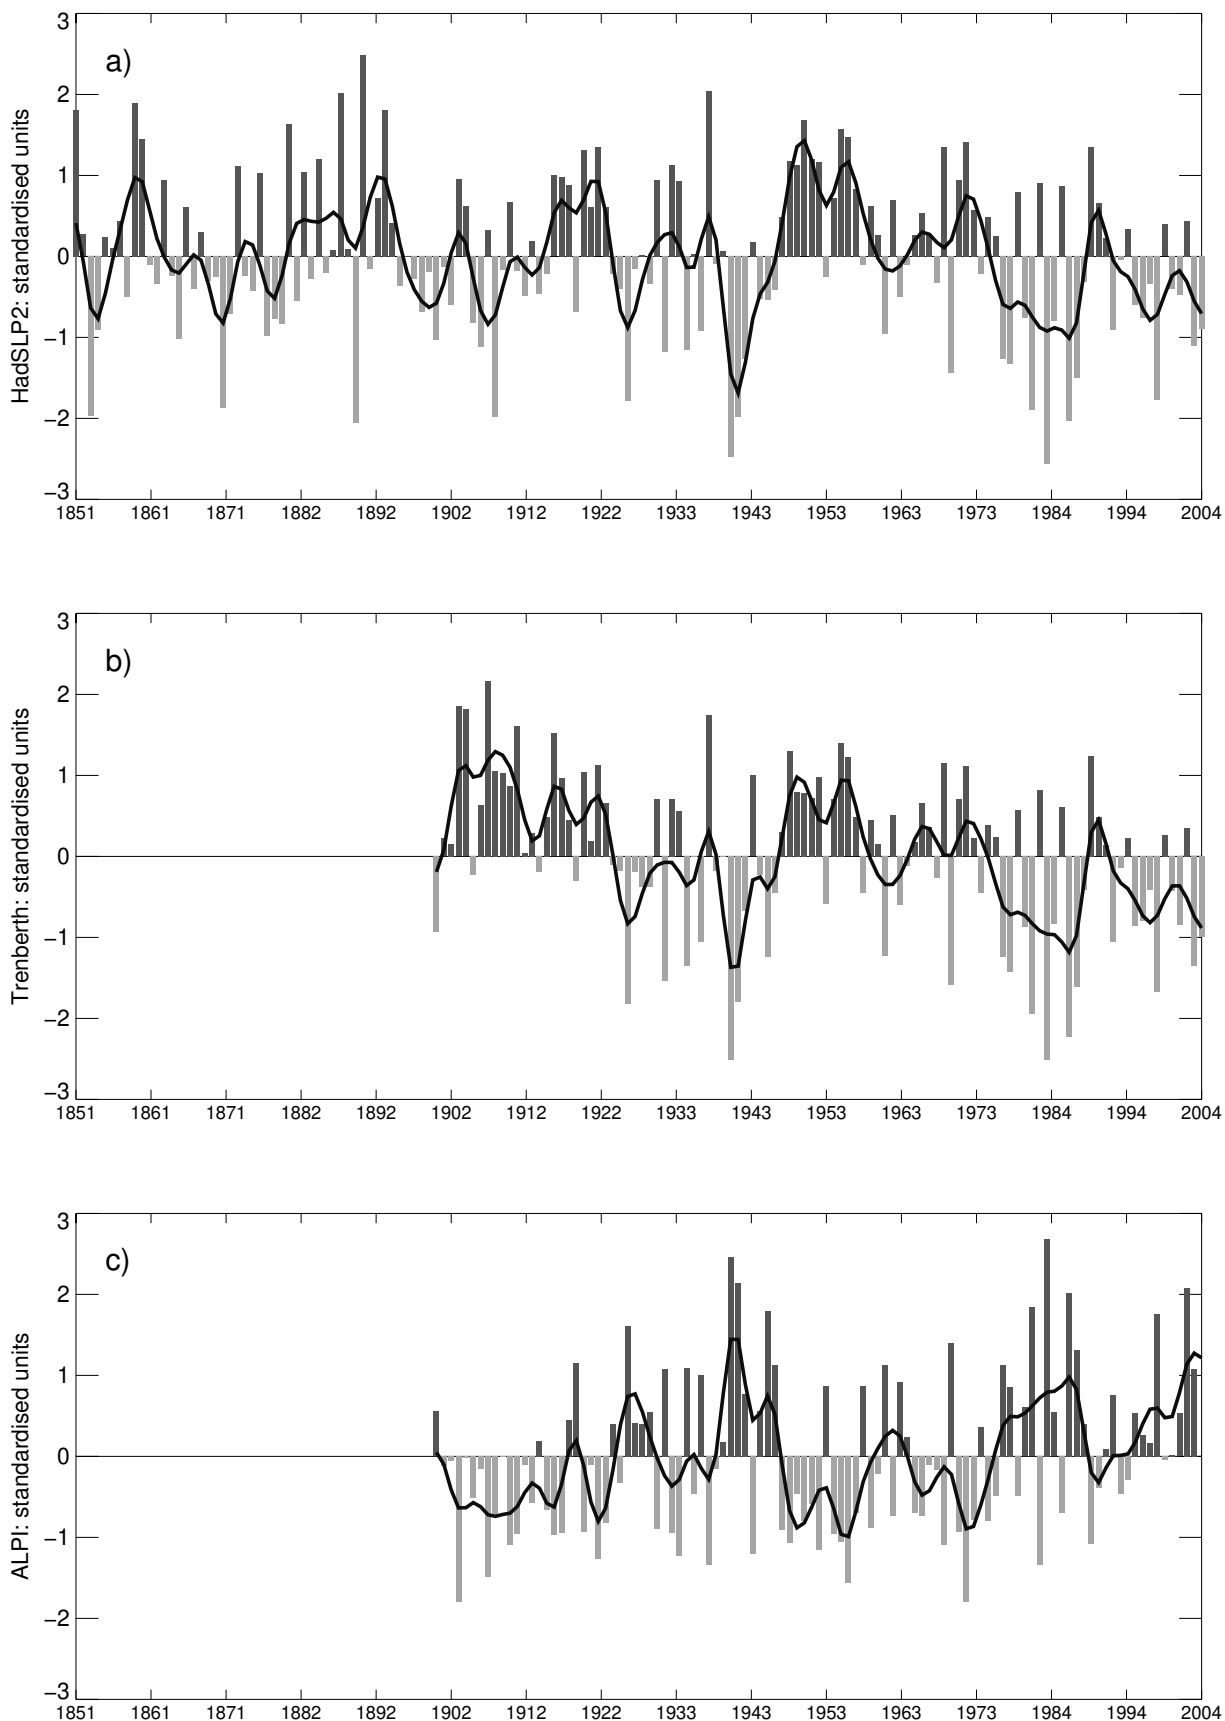 a)
HadSLP2: standardised units
3
2
1
0
−1
−2
−3
1851 1861 1871 1882 1892 1902 1912 1922 1933 1943 1953 1963 1973 1984 1994 2004
b)
Trenberth: standardised units
3
2
1
0
−1
−2
−3
1851 1861 1871 1882 1892 1902 1912 1922 1933 1943 1953 1963 1973 1984 1994 2004
c)
ALPI: standardised units
3
2
1
0
−1
−2
−3
1851 1861 1871 1882 1892 1902 1912 1922 1933 1943 1953 1963 1973 1984 1994 2004